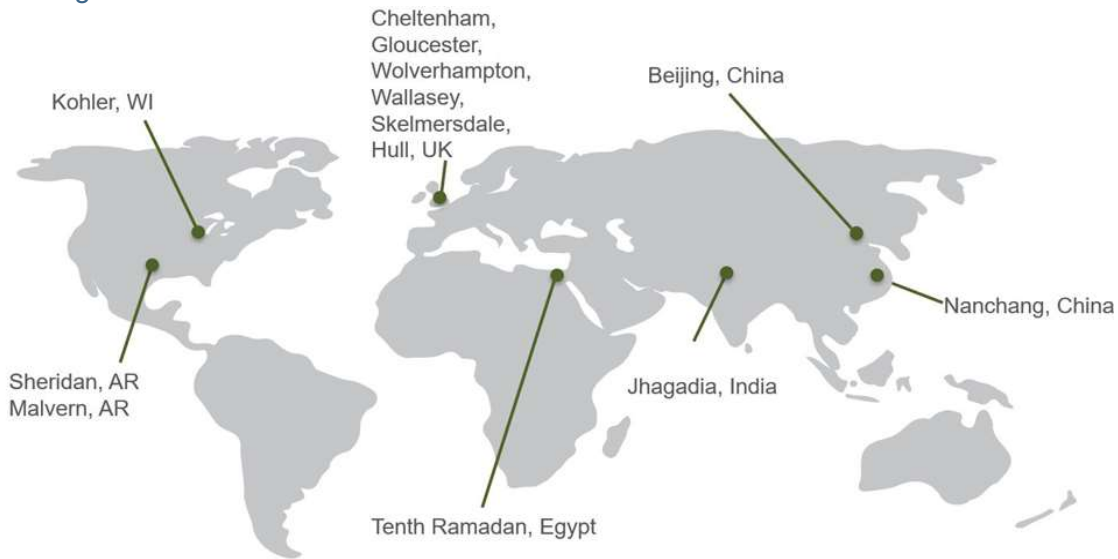 Cheltenham,
Gloucester,
Wolverhampton,
Wallasey,
Skelmersdale,
Hull, UK
Beijing, China
Kohler, WI
Nanchang, China
Sheridan, AR
Malvern, AR
Jhagadia, India
Tenth Ramadan, Egypt